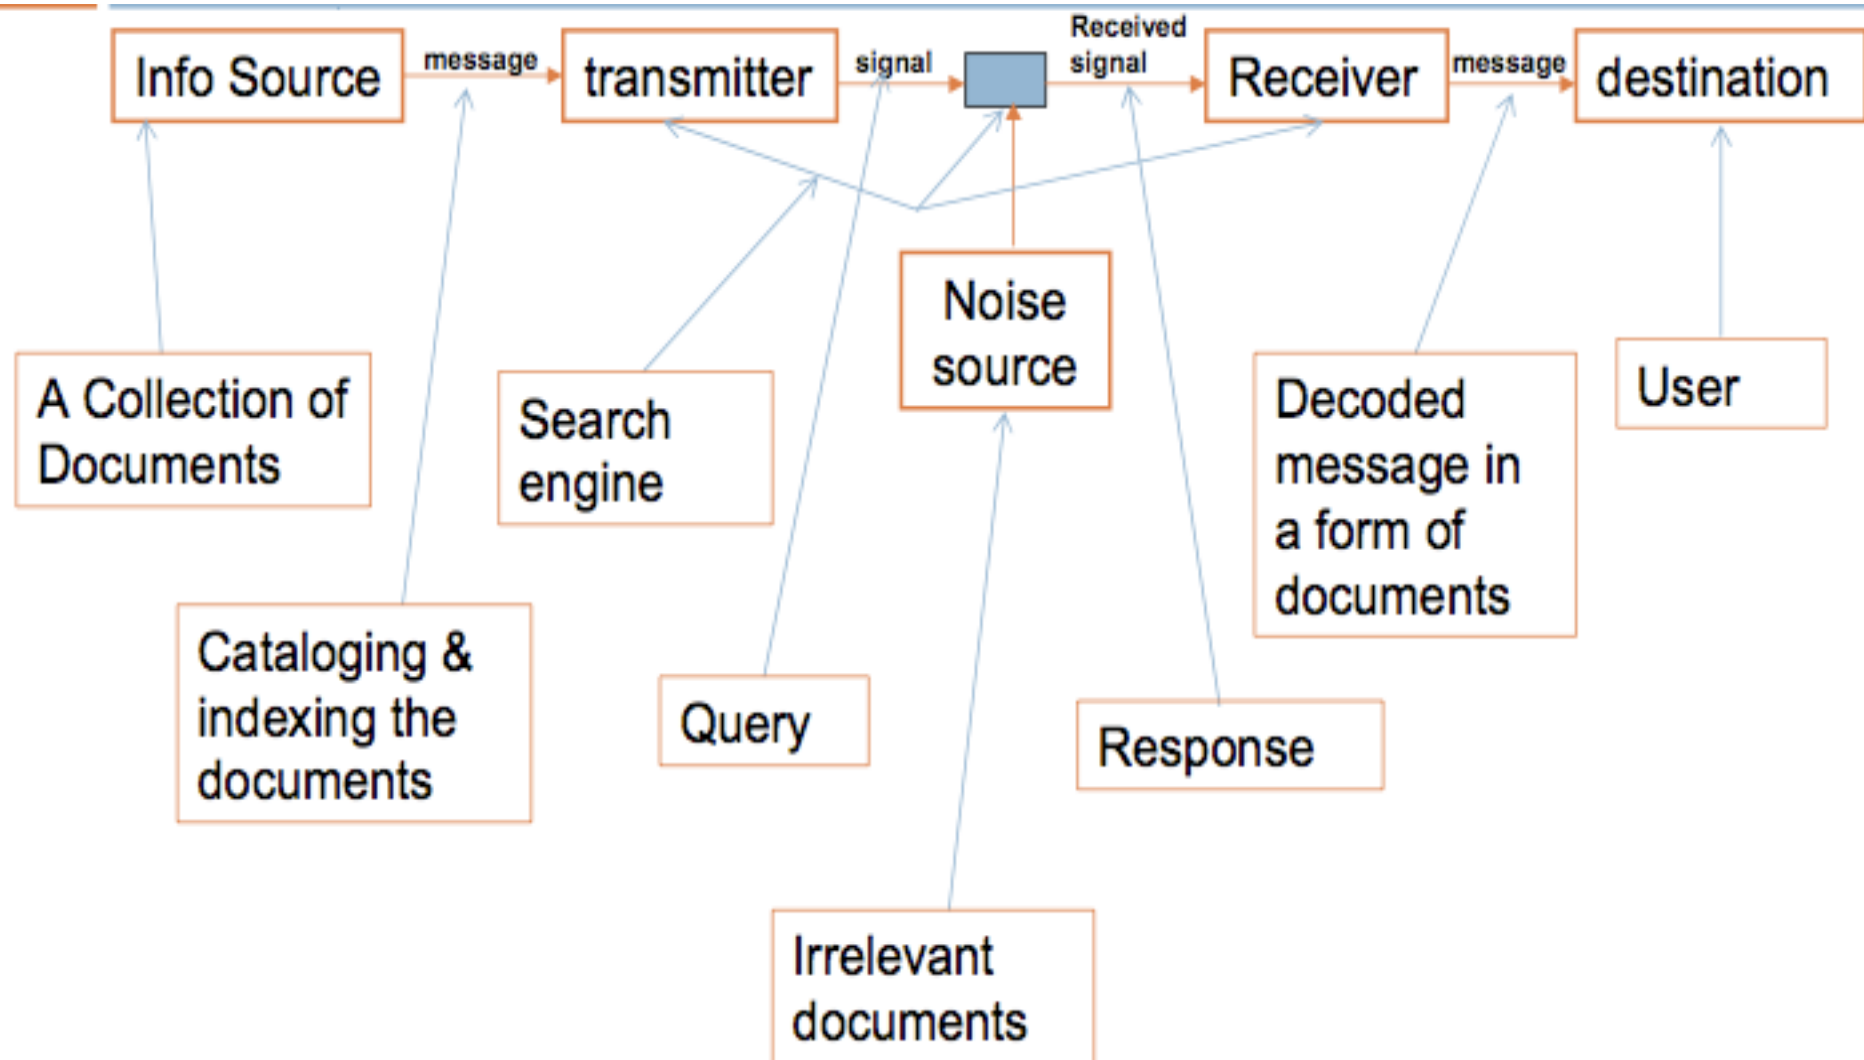 Info Source
message
transmitter
signal
Received
signal
Receiver
message
destination
Noise
source
A Collection of
Documents
Search
engine
Decoded
message in
a form of
documents
User
Cataloging &
indexing the
documents
Query
Response
Irrelevant
documents